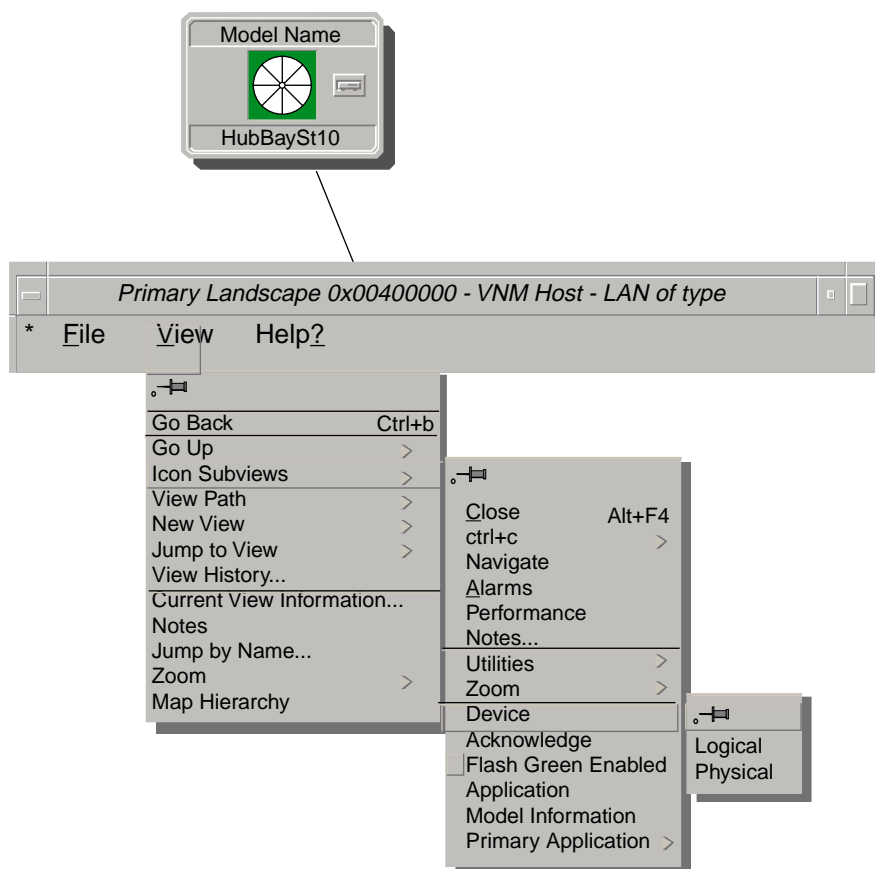 Model Name
HubBaySt10
Primary Landscape 0x00400000 - VNM Host - LAN of type
* File View Help?
Go Back Ctrl+b
Go Up
Icon Subviews
View Path
New View
Jump to View
View History...
Current View Information...
Notes
Jump by Name...
Zoom
Map Hierarchy
Close Alt+F4
ctrl+c
Navigate
Alarms
Performance
Notes...
Utilities
Zoom
Device
Acknowledge
Flash Green Enabled
Application
Model Information
Primary Application
Logical
Physical